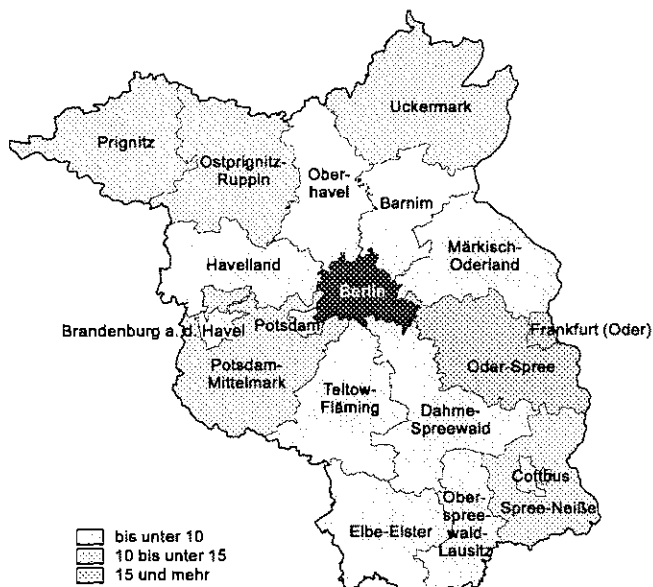 Uckermark
Prignitz
Ostprignitz-
Ruppin
Ober-
havel
Barnim
Märkisch-
Oderland
Havelland
Berlin
Brandenburg a. d. Havel
Potsdam
Frankfurt (Oder)
Potsdam-
Mittelmark
Oder-Spree
Teltow-
Fläming
Dahme-
Spreewald
Cottbus
Spree-Neiße
Ober-
spree-
wald-
Lausitz
Elbe-Elster
bis unter 10
10 bis unter 15
15 und mehr